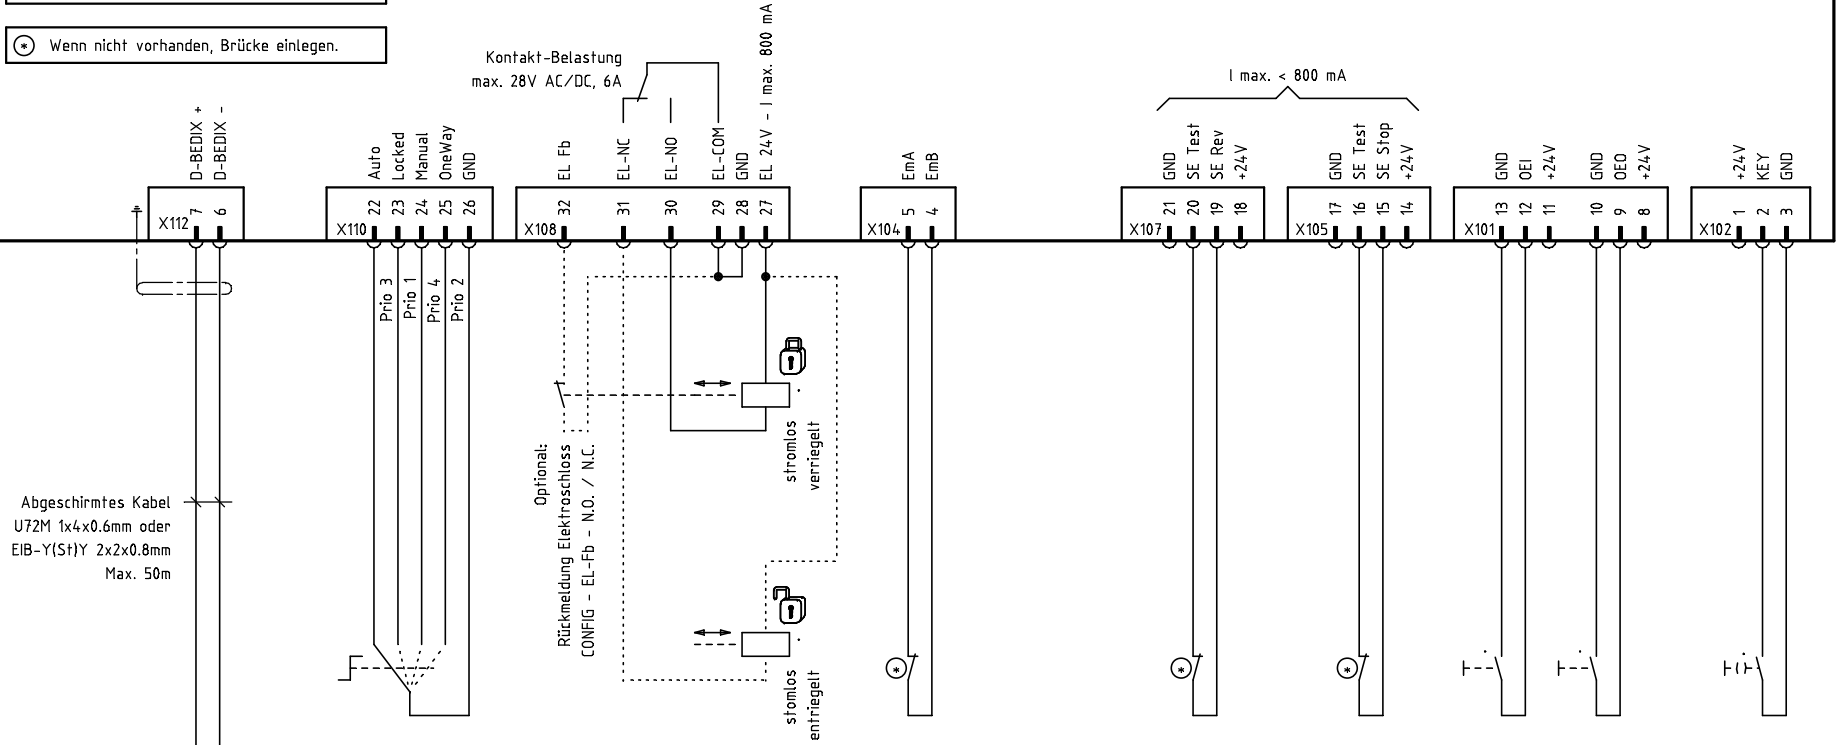 Wenn nicht vorhanden, Brücke einlegen.
Kontakt-Belastung
max. 28V AC/DC, 6A
I max. < 800 mA
D-BEDIX +
D-BEDIX -
Auto
Locked
Manual
OneWay
GND
EL Fb
EL-NC
EL-NO
EL-COM
GND
EL 24V - I max. 800 mA
EmA
EmB
GND
SE Test
SE Rev
+24V
GND
SE Test
SE Stop
+24V
GND
OEI
+24V
GND
OEO
+24V
+24V
KEY
GND
X112 7 6
X110 22 23 24 25 26
X108 32 31 30 29 28 27
X104 5 4
X107 21 20 19 18
X105 17 16 15 14
X101 13 12 11 10 9 8
X102 1 2 3
Prio 3
Prio 1
Prio 4
Prio 2
stromlos
verriegelt
Optional:
Rückmeldung Elektroschloss
CONFIG - EL-Fb - N.O. / N.C.
Abgeschirmtes Kabel
U72M 1x4x0.6mm oder
EIB-Y(St)Y 2x2x0.8mm
Max. 50m
stomlos
entriegelt